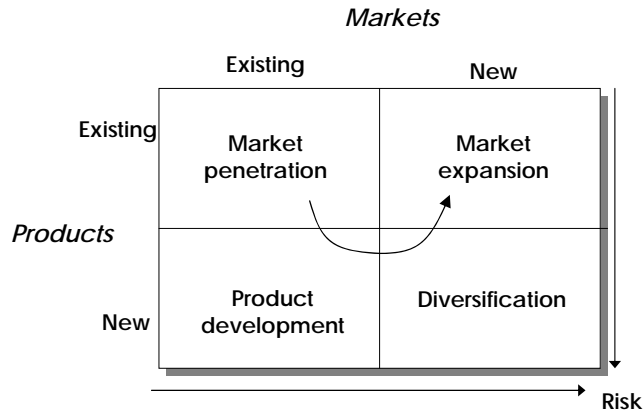 Markets
Existing
New
Existing
Market
penetration
Market
expansion
Products
New
Product
development
Diversification
Risk